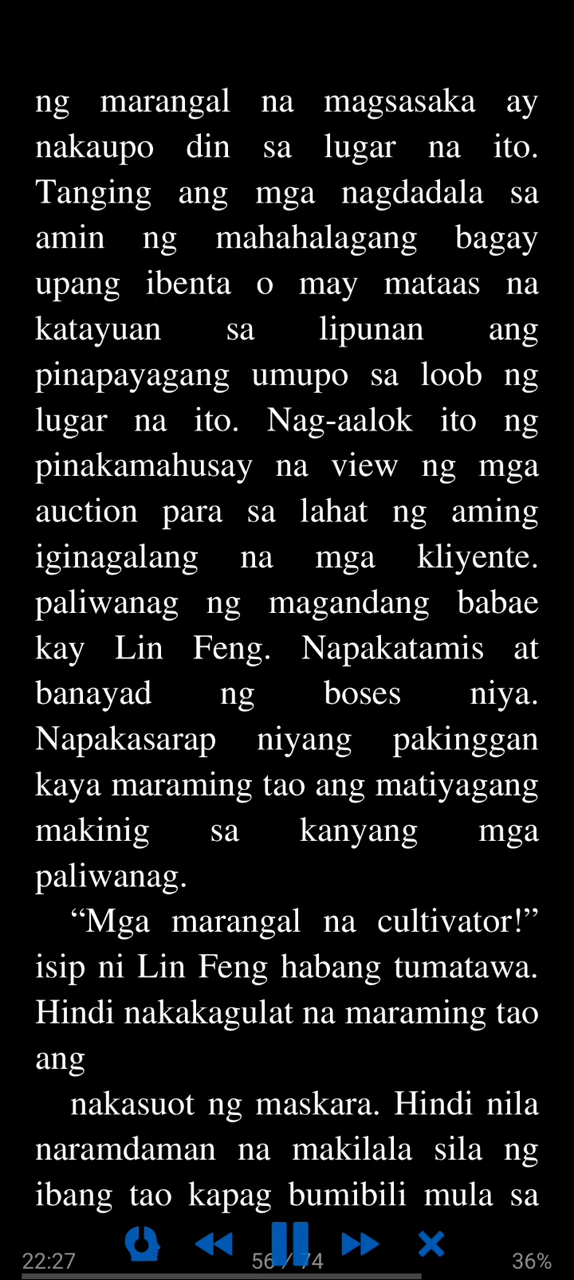 ng marangal na magsasaka ay
nakaupo din sa lugar na ito.
Tanging ang mga nagdadala sa
amin ng mahahalagang bagay
upang ibenta o may mataas na
katayuan sa lipunan ang
pinapayagang umupo sa loob ng
lugar na ito. Nag-aalok ito ng
pinakamahusay na view ng mga
auction para sa lahat ng aming
iginagalang na mga kliyente.
paliwanag ng magandang babae
kay Lin Feng. Napakatamis at
banayad ng boses niya.
Napakasarap niyang pakinggan
kaya maraming tao ang matiyagang
makinig sa kanyang mga
paliwanag.
“Mga marangal na cultivator!”
isip ni Lin Feng habang tumatawa.
Hindi nakakagulat na maraming tao
ang
nakasuot ng maskara. Hindi nila
naramdaman na makilala sila ng
ibang tao kapag bumibili mula sa
22:27 56 / 74 36%